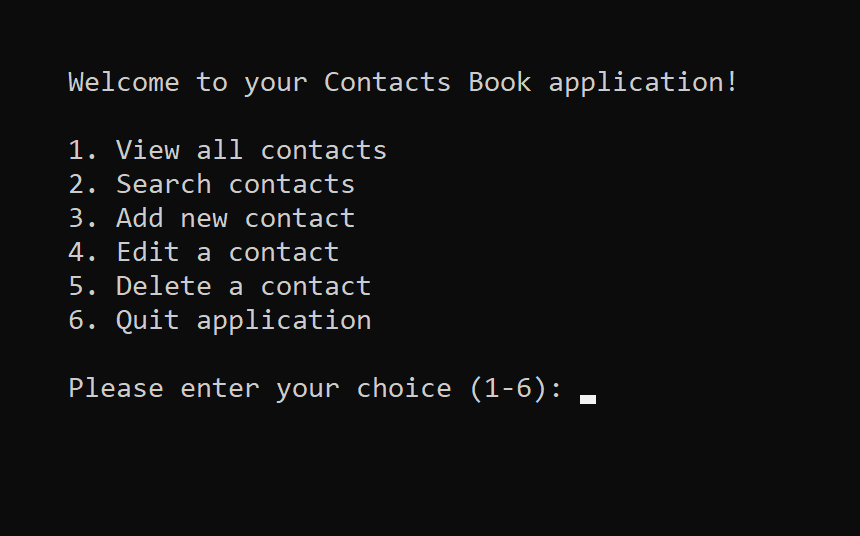 Welcome to your Contacts Book application!
1. View all contacts
2. Search contacts
3. Add new contact
4. Edit a contact
5. Delete a contact
6. Quit application
Please enter your choice (1-6):